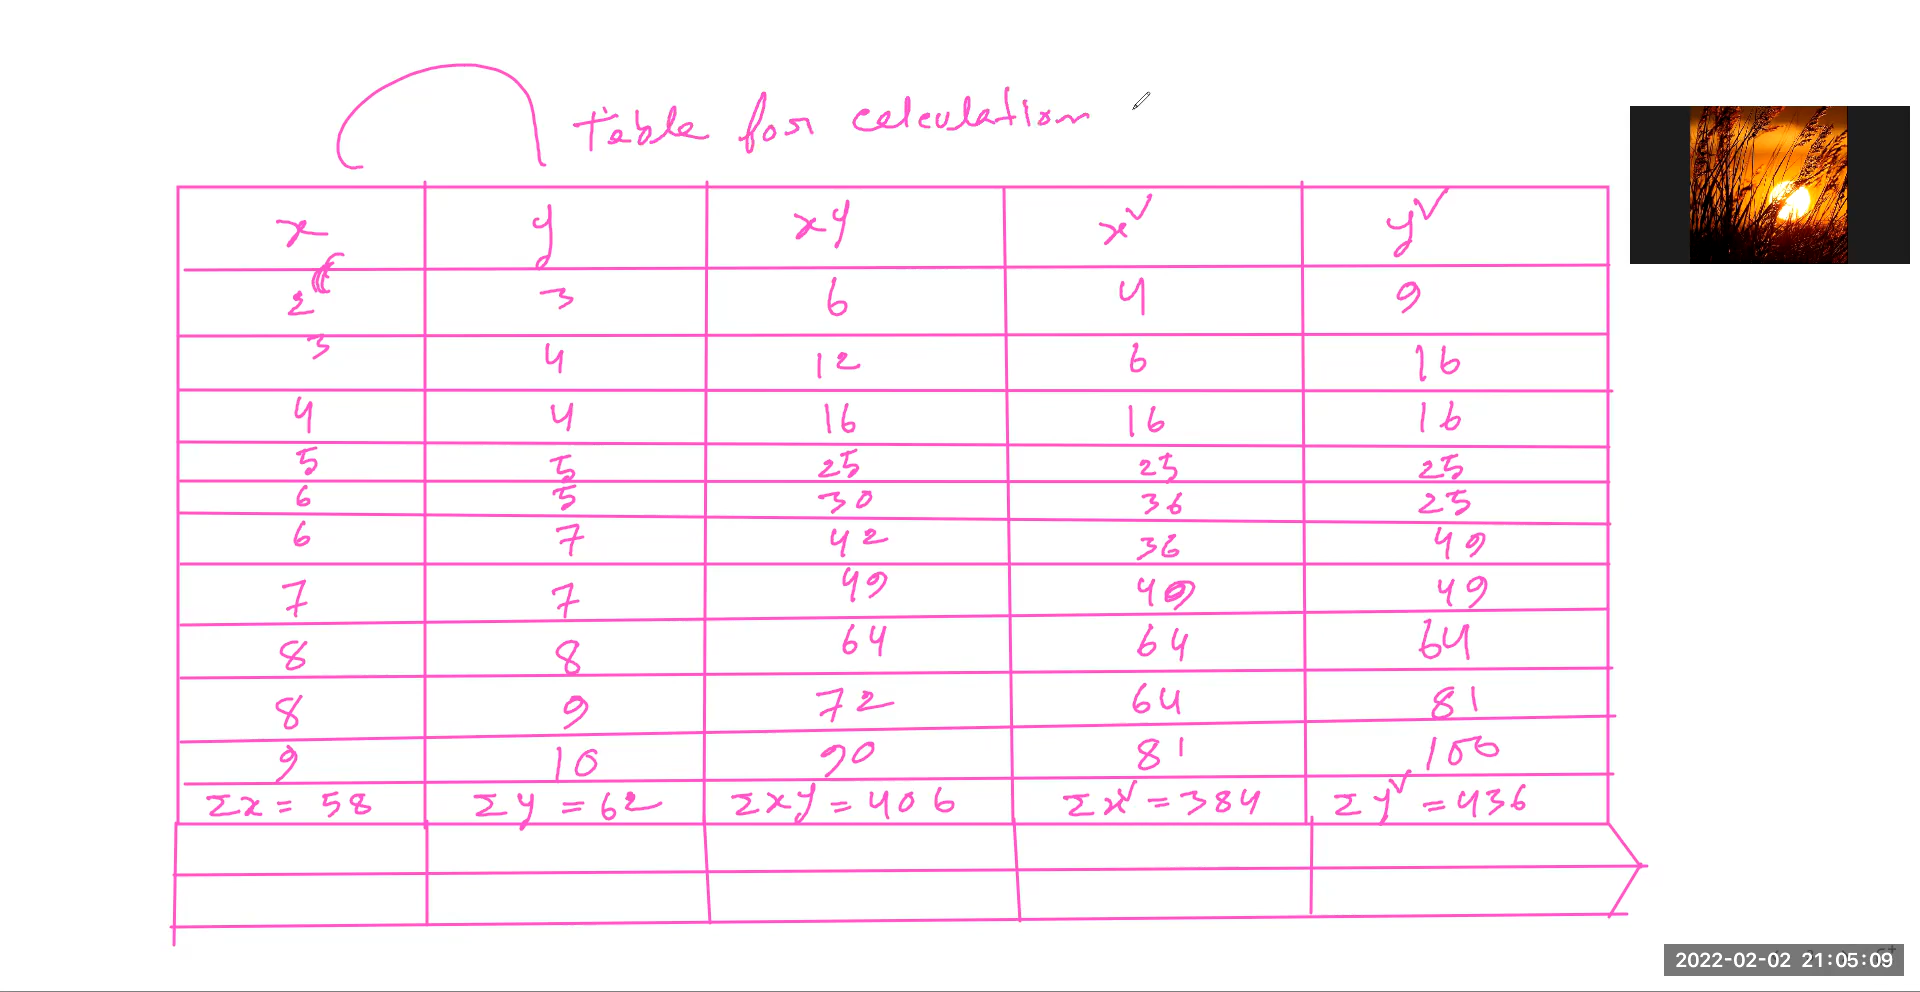 Table for calculation
x y xy x² y²
2 3 6 4 9
3 4 12 6 16
4 4 16 16 16
5 5 25 25 25
6 5 30 36 25
6 7 42 36 49
7 7 49 49 49
8 8 64 64 64
8 9 72 64 81
9 10 90 81 100
Σx = 58 Σy = 62 Σxy = 406 Σx² = 384 Σy² = 436
2022-02-02 21:05:09